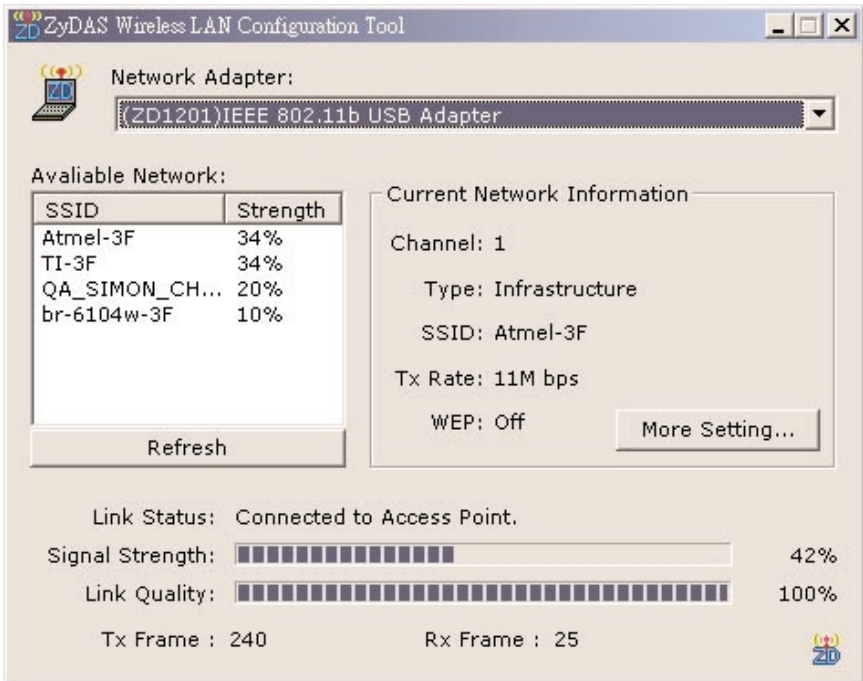 ZyDAS Wireless LAN Configuration Tool
Network Adapter:
(ZD1201)IEEE 802.11b USB Adapter
Avaliable Network:
SSID Strength
Atmel-3F 34%
TI-3F 34%
QA_SIMON_CH... 20%
br-6104w-3F 10%
Refresh
Current Network Information
Channel: 1
Type: Infrastructure
SSID: Atmel-3F
Tx Rate: 11M bps
WEP: Off
More Setting...
Link Status: Connected to Access Point.
Signal Strength: 42%
Link Quality: 100%
Tx Frame : 240 Rx Frame : 25
ZD